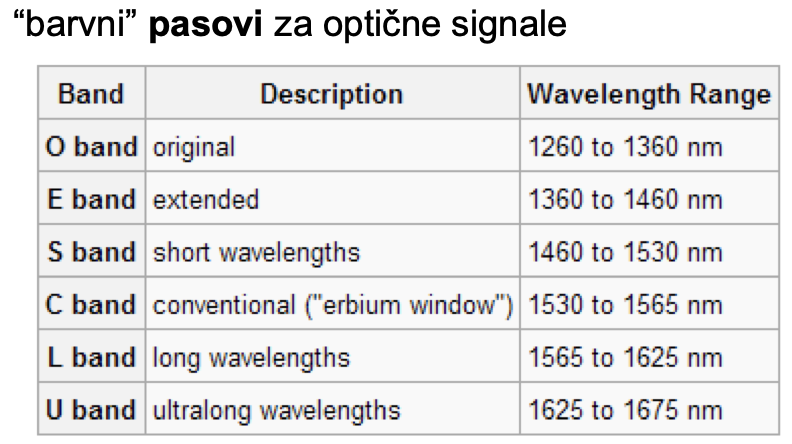 “barvni” pasovi za optične signale
Band Description Wavelength Range
O band original 1260 to 1360 nm
E band extended 1360 to 1460 nm
S band short wavelengths 1460 to 1530 nm
C band conventional ("erbium window") 1530 to 1565 nm
L band long wavelengths 1565 to 1625 nm
U band ultralong wavelengths 1625 to 1675 nm